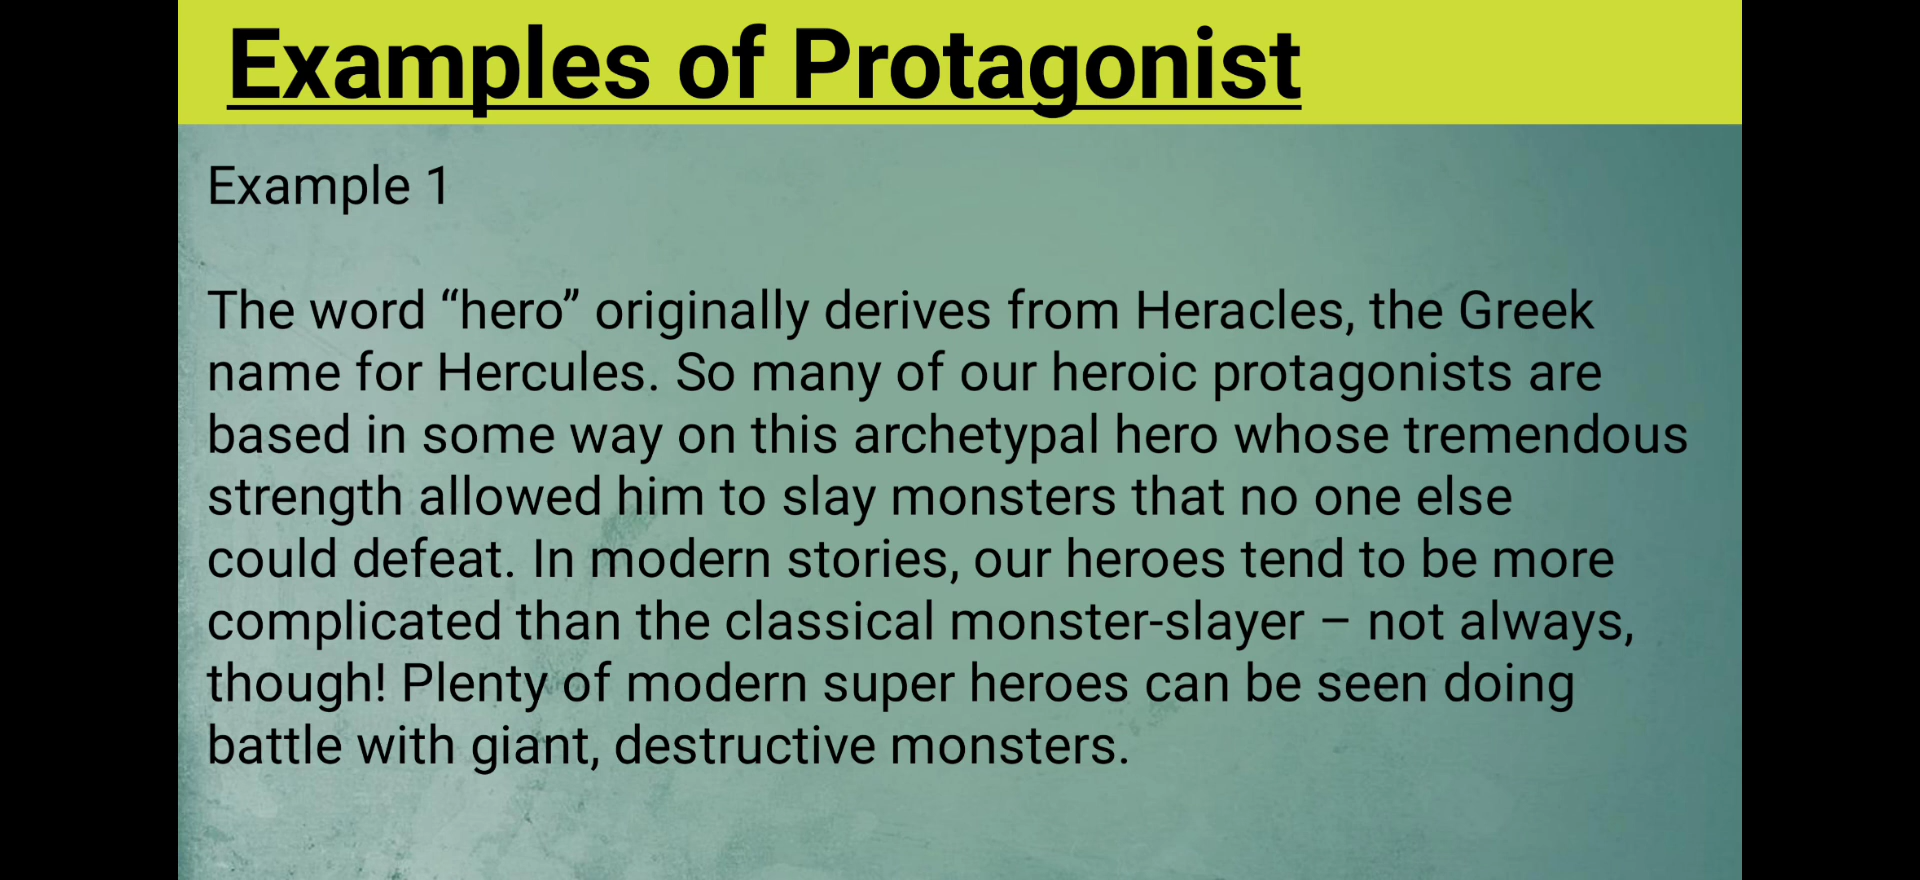 Examples of Protagonist
Example 1
The word “hero” originally derives from Heracles, the Greek
name for Hercules. So many of our heroic protagonists are
based in some way on this archetypal hero whose tremendous
strength allowed him to slay monsters that no one else
could defeat. In modern stories, our heroes tend to be more
complicated than the classical monster-slayer – not always,
though! Plenty of modern super heroes can be seen doing
battle with giant, destructive monsters.